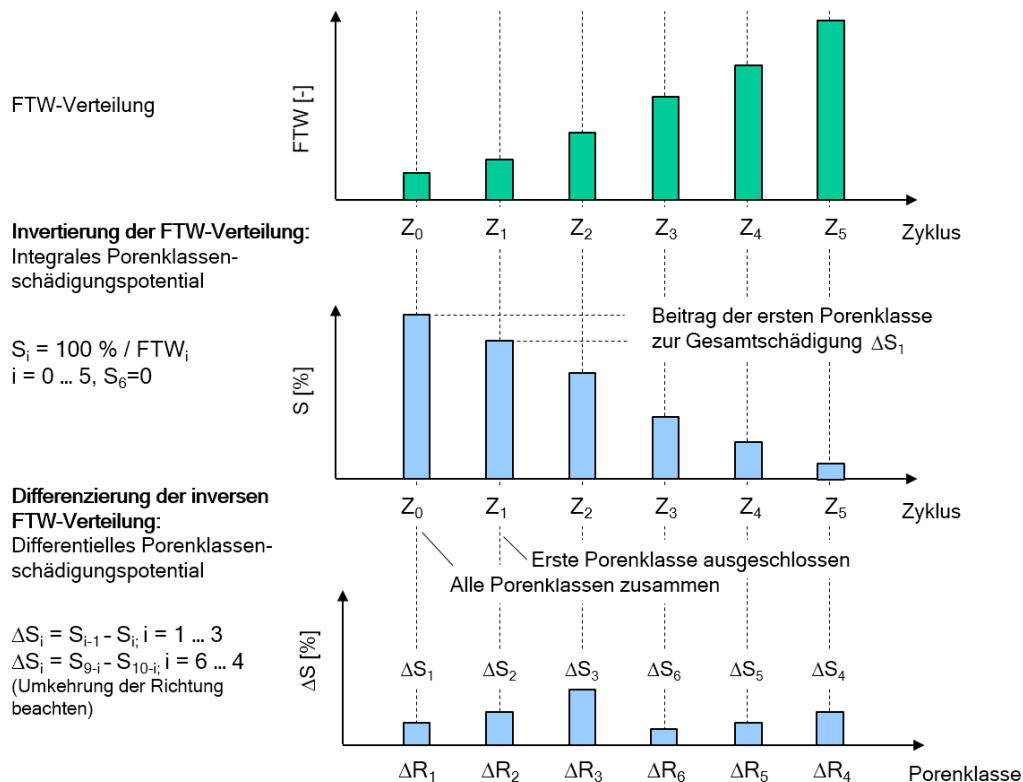 FTW-Verteilung
FTW [-]
Z₀ Z₁ Z₂ Z₃ Z₄ Z₅ Zyklus
Invertierung der FTW-Verteilung:
Integrales Porenklassen-
schädigungspotential
Sᵢ = 100 % / FTWᵢ
i = 0 ... 5, S₆=0
S [%]
Beitrag der ersten Porenklasse
zur Gesamtschädigung ΔS₁
Z₀ Z₁ Z₂ Z₃ Z₄ Z₅ Zyklus
Differenzierung der inversen
FTW-Verteilung:
Differentielles Porenklassen-
schädigungspotential
Erste Porenklasse ausgeschlossen
Alle Porenklassen zusammen
ΔSᵢ = Sᵢ₋₁ - Sᵢ; i = 1 ... 3
ΔSᵢ = S₉₋ᵢ - S₁₀₋ᵢ; i = 6 ... 4
(Umkehrung der Richtung
beachten)
ΔS [%]
ΔS₁ ΔS₂ ΔS₃ ΔS₆ ΔS₅ ΔS₄
ΔR₁ ΔR₂ ΔR₃ ΔR₆ ΔR₅ ΔR₄ Porenklasse